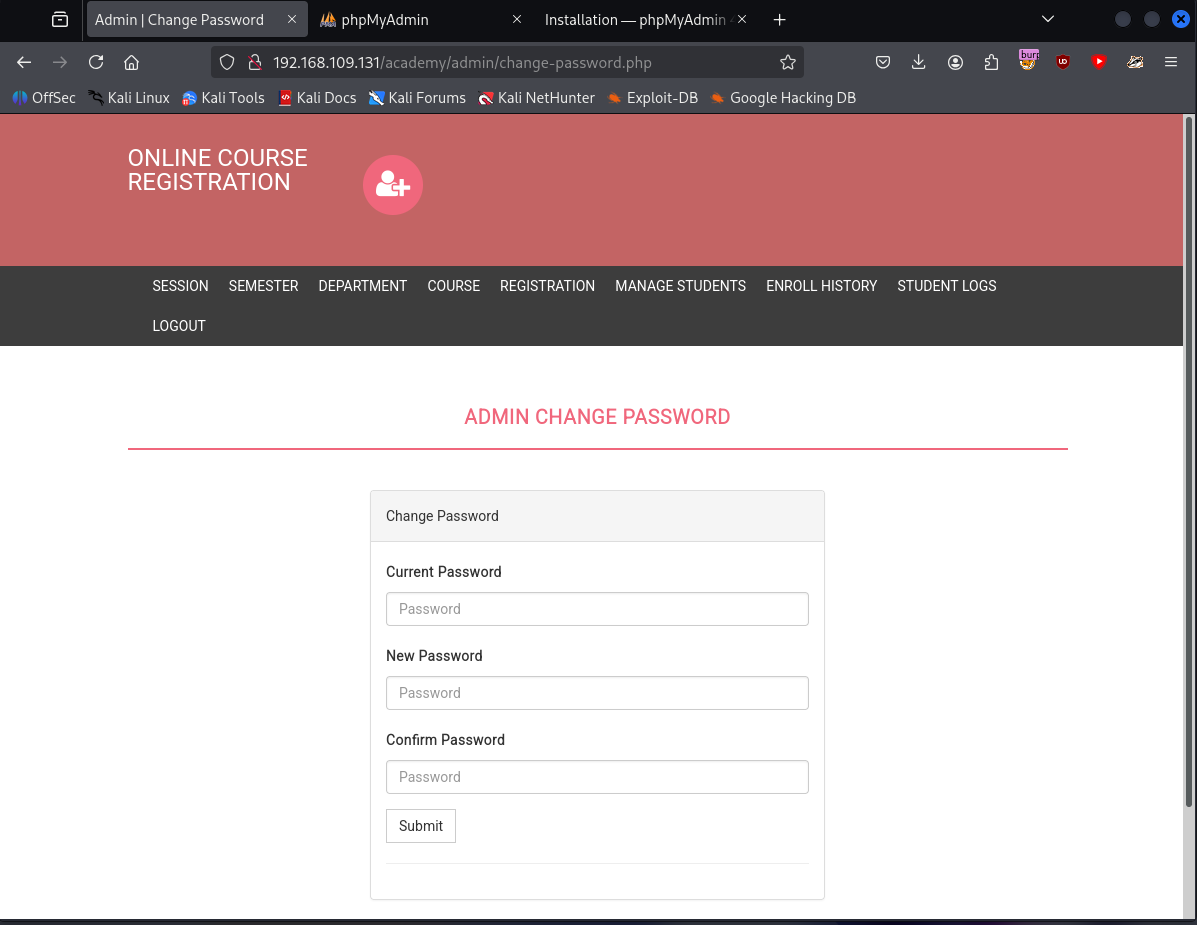 Admin | Change Password
phpMyAdmin
Installation — phpMyAdmin
192.168.109.131/academy/admin/change-password.php
OffSec Kali Linux Kali Tools Kali Docs Kali Forums Kali NetHunter Exploit-DB Google Hacking DB
ONLINE COURSE
REGISTRATION
SESSION SEMESTER DEPARTMENT COURSE REGISTRATION MANAGE STUDENTS ENROLL HISTORY STUDENT LOGS
LOGOUT
ADMIN CHANGE PASSWORD
Change Password
Current Password
Password
New Password
Password
Confirm Password
Password
Submit